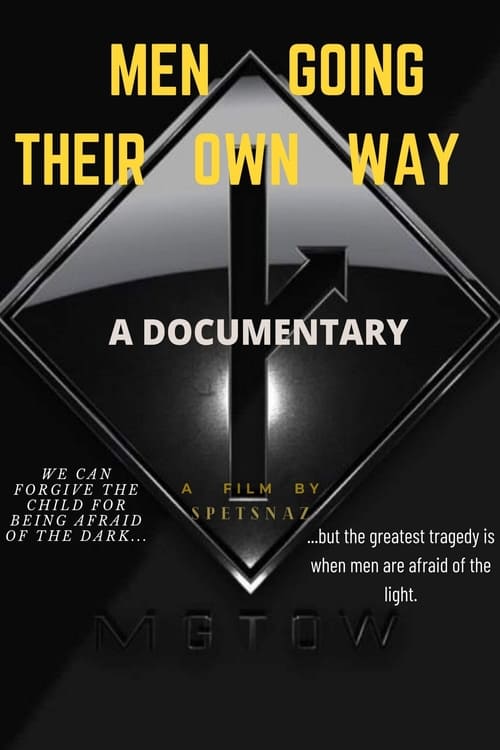 MEN GOING
THEIR OWN WAY
A DOCUMENTARY
WE CAN
FORGIVE THE
CHILD FOR
BEING AFRAID
OF THE DARK...
A FILM BY
SPETSNAZ
...but the greatest tragedy is
when men are afraid of the
light.
MGTOW